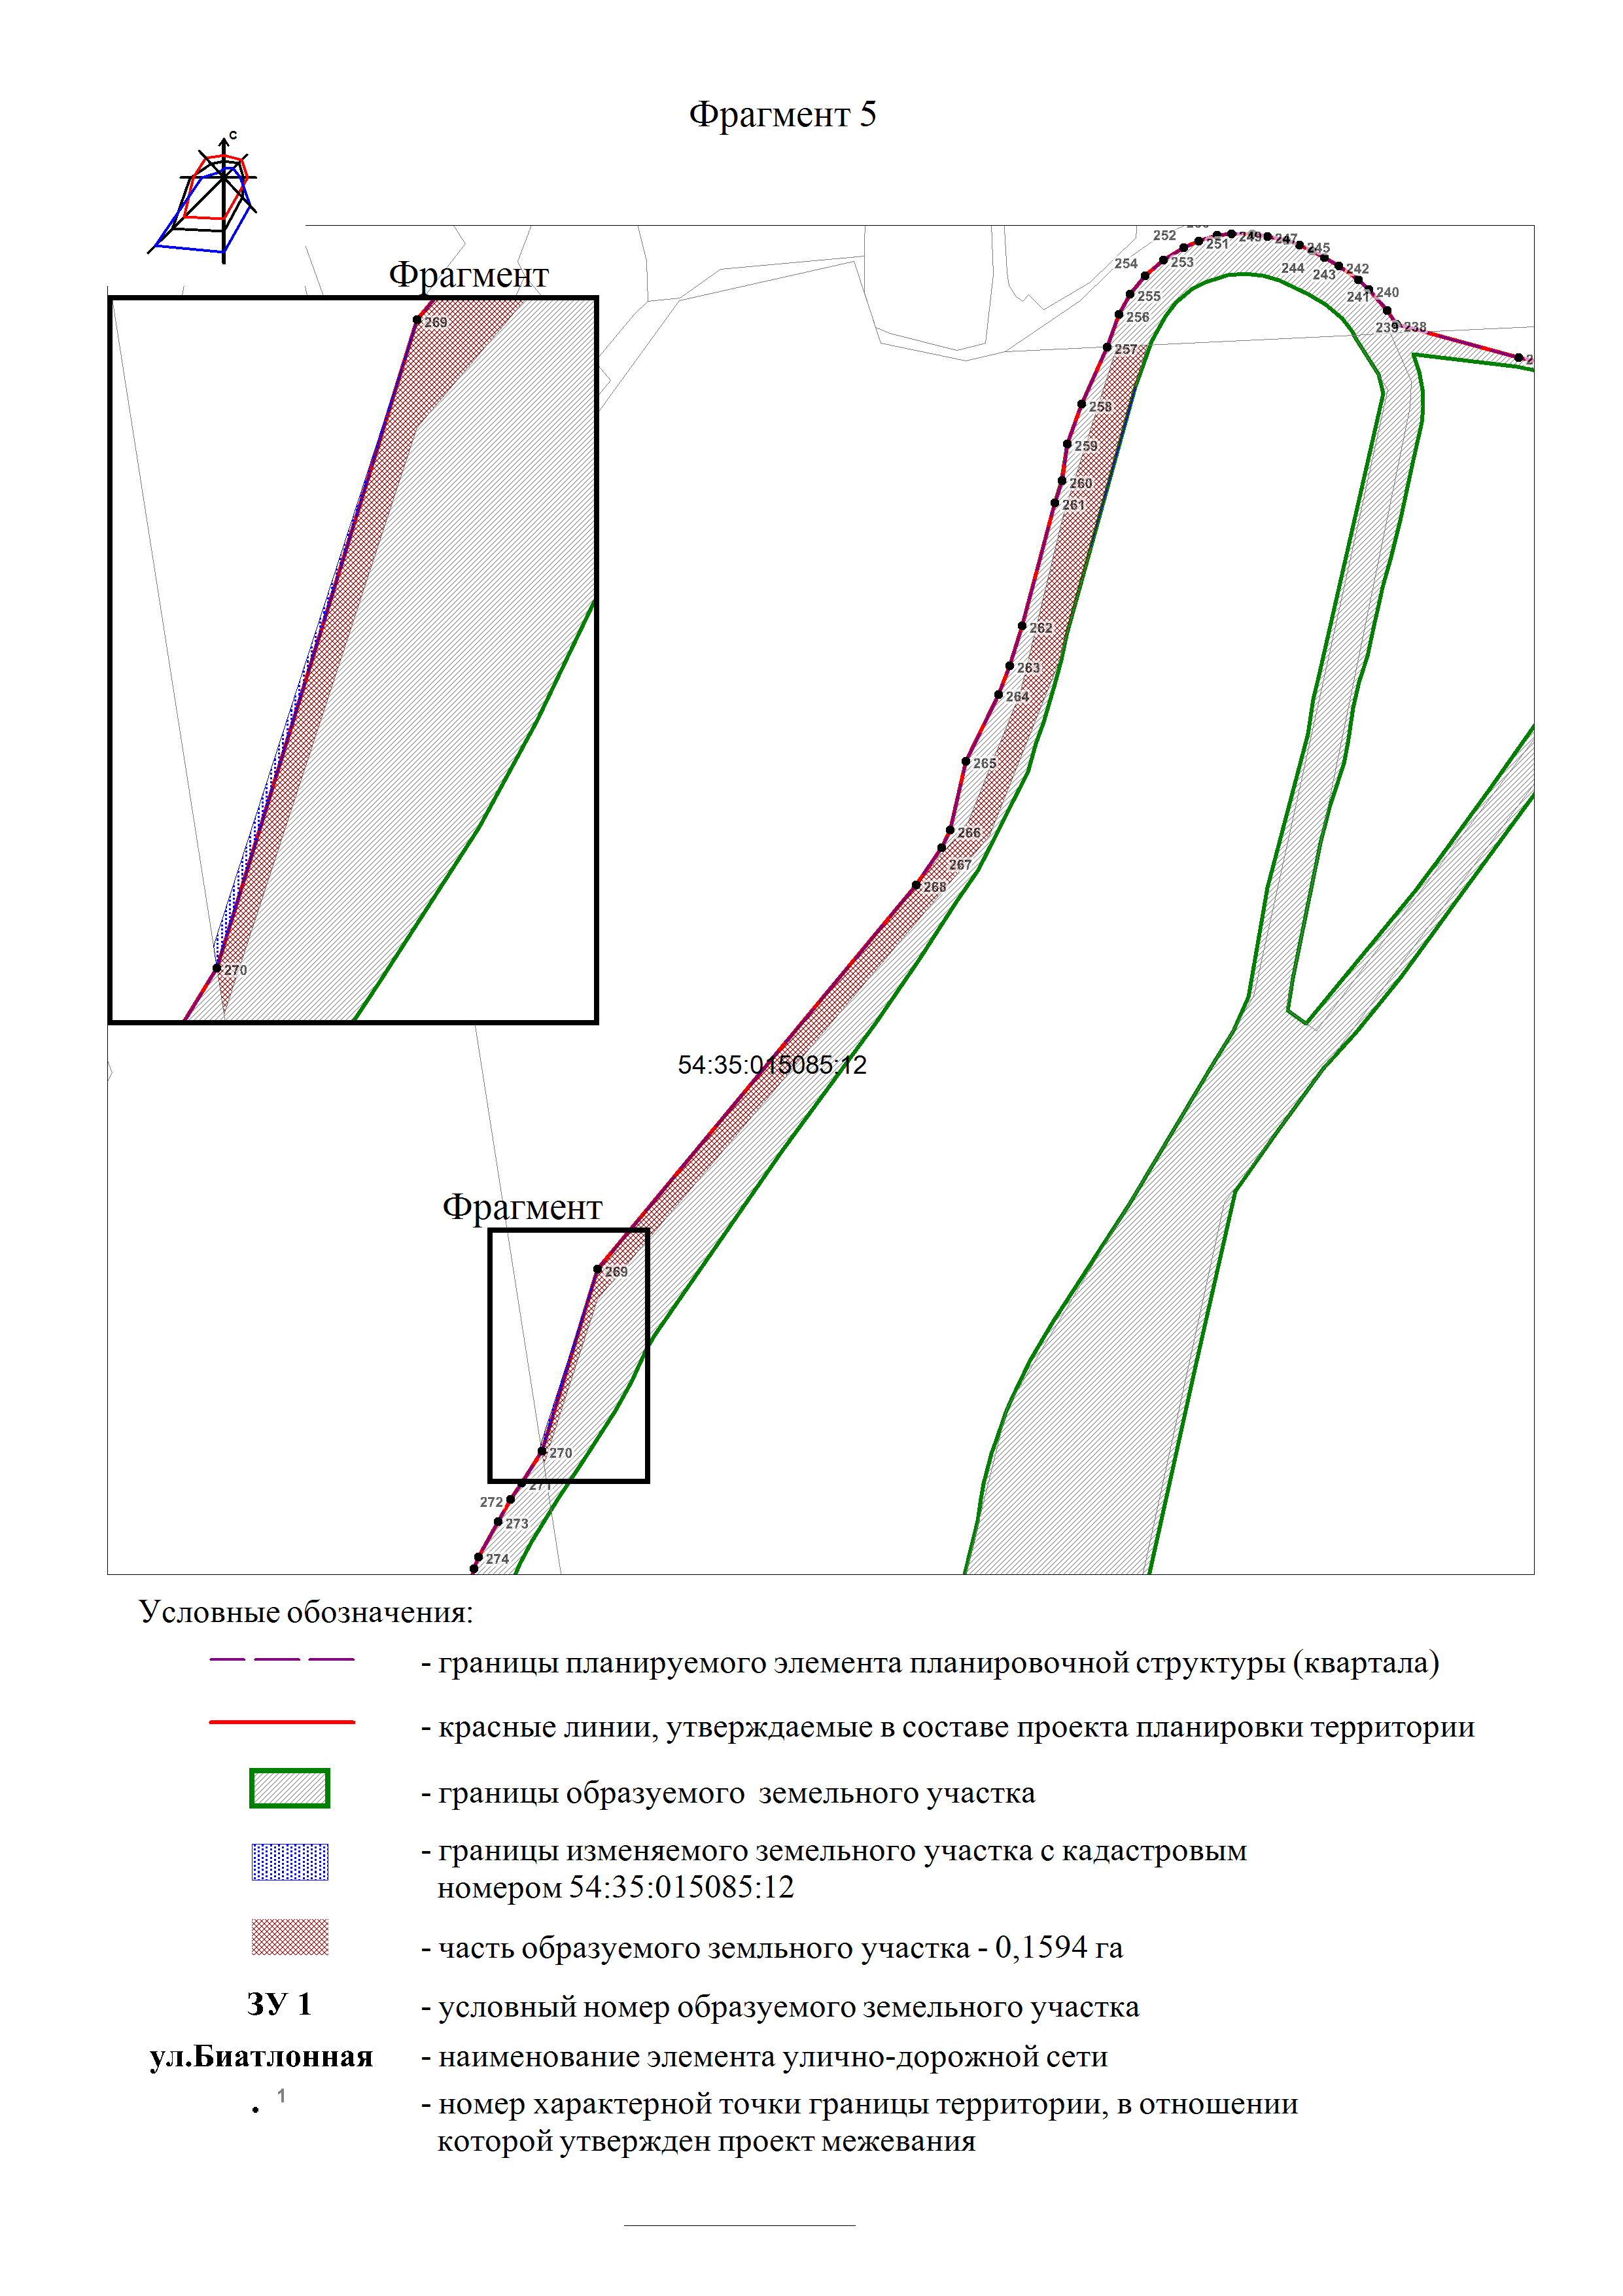 Фрагмент 5
С
Фрагмент
269
270
252
251
249
247
245
254
253
244
243
242
255
241
240
256
239
238
257
258
259
260
261
262
263
264
265
266
267
268
54:35:015085:12
Фрагмент
269
270
271
272
273
274
Условные обозначения:
- границы планируемого элемента планировочной структуры (квартала)
- красные линии, утверждаемые в составе проекта планировки территории
- границы образуемого земельного участка
- границы изменяемого земельного участка с кадастровым
номером 54:35:015085:12
- часть образуемого земльного участка - 0,1594 га
ЗУ 1 - условный номер образуемого земельного участка
ул.Биатлонная - наименование элемента улично-дорожной сети
1 - номер характерной точки границы территории, в отношении
которой утвержден проект межевания